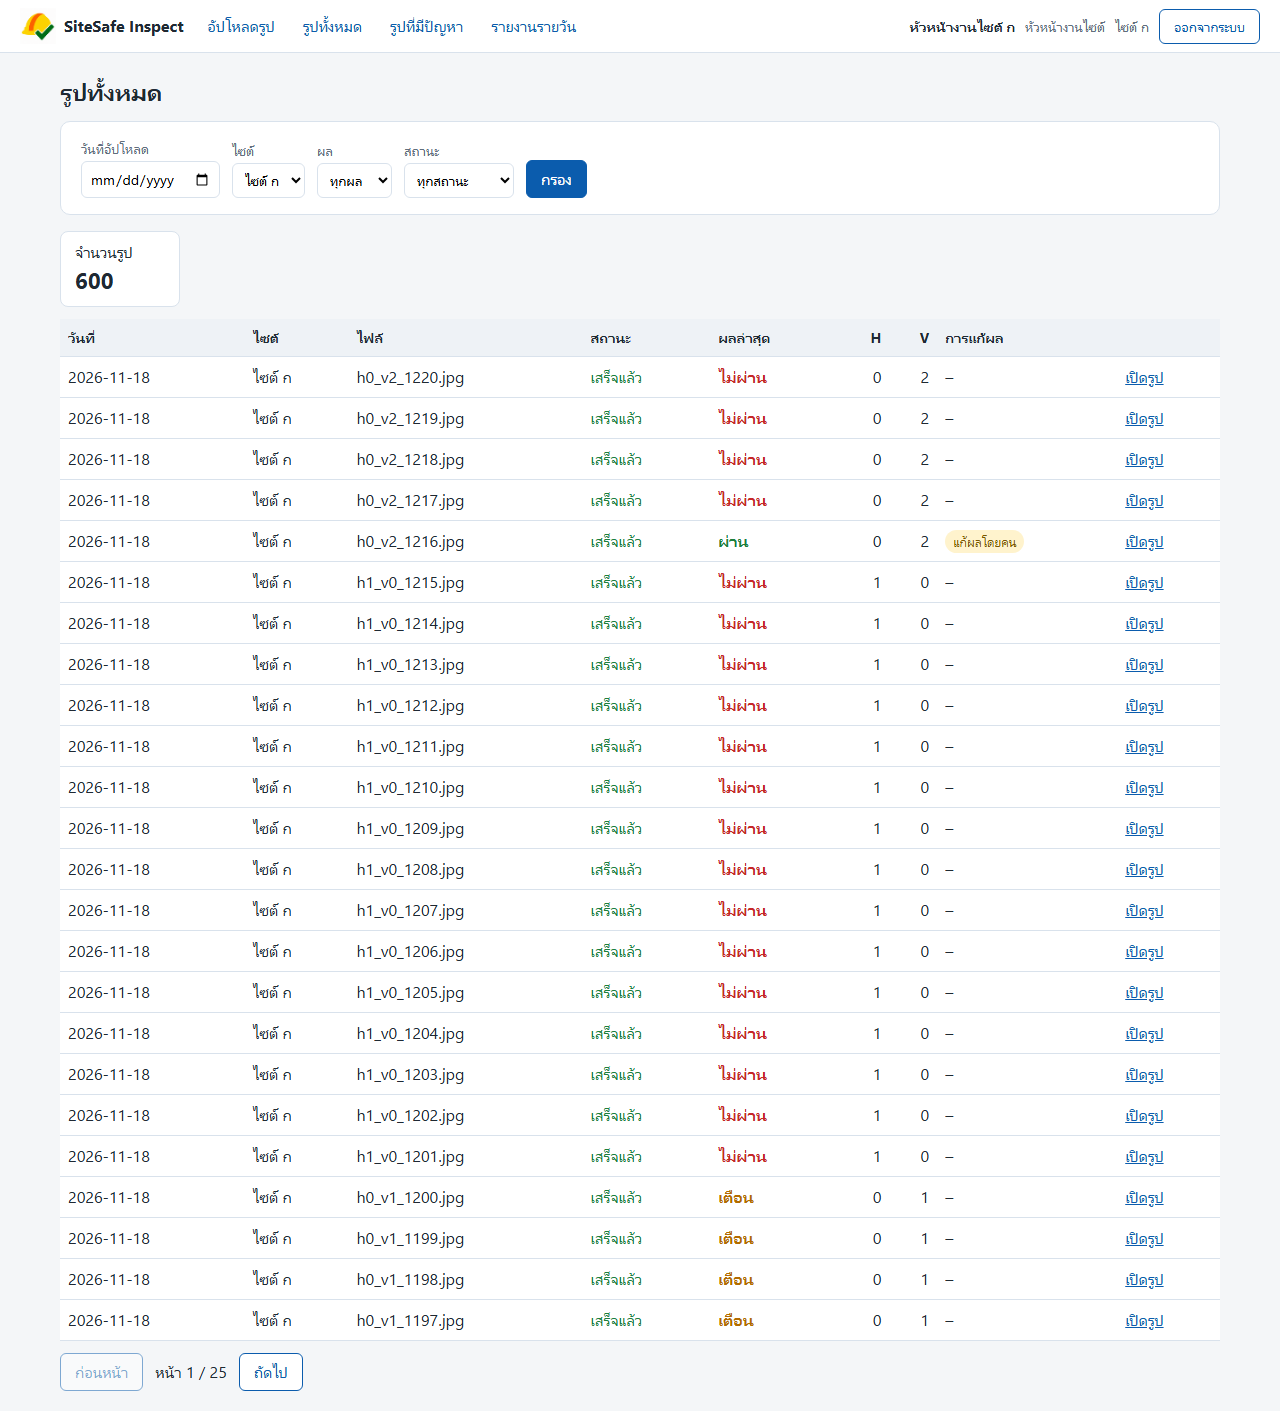 SiteSafe Inspect อัปโหลดรูป รูปทั้งหมด รูปที่มีปัญหา รายงานรายวัน หัวหน้างานไซต์ ก หัวหน้างานไซต์ ไซต์ ก ออกจากระบบ
รูปทั้งหมด
วันที่อัปโหลด ไซต์ ผล สถานะ
mm/dd/yyyy ไซต์ ก ทุกผล ทุกสถานะ กรอง
จำนวนรูป
600
วันที่ ไซต์ ไฟล์ สถานะ ผลล่าสุด H V การแก้ผล
2026-11-18 ไซต์ ก h0_v2_1220.jpg เสร็จแล้ว ไม่ผ่าน 0 2 – เปิดรูป
2026-11-18 ไซต์ ก h0_v2_1219.jpg เสร็จแล้ว ไม่ผ่าน 0 2 – เปิดรูป
2026-11-18 ไซต์ ก h0_v2_1218.jpg เสร็จแล้ว ไม่ผ่าน 0 2 – เปิดรูป
2026-11-18 ไซต์ ก h0_v2_1217.jpg เสร็จแล้ว ไม่ผ่าน 0 2 – เปิดรูป
2026-11-18 ไซต์ ก h0_v2_1216.jpg เสร็จแล้ว ผ่าน 0 2 แก้ผลโดยคน เปิดรูป
2026-11-18 ไซต์ ก h1_v0_1215.jpg เสร็จแล้ว ไม่ผ่าน 1 0 – เปิดรูป
2026-11-18 ไซต์ ก h1_v0_1214.jpg เสร็จแล้ว ไม่ผ่าน 1 0 – เปิดรูป
2026-11-18 ไซต์ ก h1_v0_1213.jpg เสร็จแล้ว ไม่ผ่าน 1 0 – เปิดรูป
2026-11-18 ไซต์ ก h1_v0_1212.jpg เสร็จแล้ว ไม่ผ่าน 1 0 – เปิดรูป
2026-11-18 ไซต์ ก h1_v0_1211.jpg เสร็จแล้ว ไม่ผ่าน 1 0 – เปิดรูป
2026-11-18 ไซต์ ก h1_v0_1210.jpg เสร็จแล้ว ไม่ผ่าน 1 0 – เปิดรูป
2026-11-18 ไซต์ ก h1_v0_1209.jpg เสร็จแล้ว ไม่ผ่าน 1 0 – เปิดรูป
2026-11-18 ไซต์ ก h1_v0_1208.jpg เสร็จแล้ว ไม่ผ่าน 1 0 – เปิดรูป
2026-11-18 ไซต์ ก h1_v0_1207.jpg เสร็จแล้ว ไม่ผ่าน 1 0 – เปิดรูป
2026-11-18 ไซต์ ก h1_v0_1206.jpg เสร็จแล้ว ไม่ผ่าน 1 0 – เปิดรูป
2026-11-18 ไซต์ ก h1_v0_1205.jpg เสร็จแล้ว ไม่ผ่าน 1 0 – เปิดรูป
2026-11-18 ไซต์ ก h1_v0_1204.jpg เสร็จแล้ว ไม่ผ่าน 1 0 – เปิดรูป
2026-11-18 ไซต์ ก h1_v0_1203.jpg เสร็จแล้ว ไม่ผ่าน 1 0 – เปิดรูป
2026-11-18 ไซต์ ก h1_v0_1202.jpg เสร็จแล้ว ไม่ผ่าน 1 0 – เปิดรูป
2026-11-18 ไซต์ ก h1_v0_1201.jpg เสร็จแล้ว ไม่ผ่าน 1 0 – เปิดรูป
2026-11-18 ไซต์ ก h0_v1_1200.jpg เสร็จแล้ว เตือน 0 1 – เปิดรูป
2026-11-18 ไซต์ ก h0_v1_1199.jpg เสร็จแล้ว เตือน 0 1 – เปิดรูป
2026-11-18 ไซต์ ก h0_v1_1198.jpg เสร็จแล้ว เตือน 0 1 – เปิดรูป
2026-11-18 ไซต์ ก h0_v1_1197.jpg เสร็จแล้ว เตือน 0 1 – เปิดรูป
ก่อนหน้า หน้า 1 / 25 ถัดไป